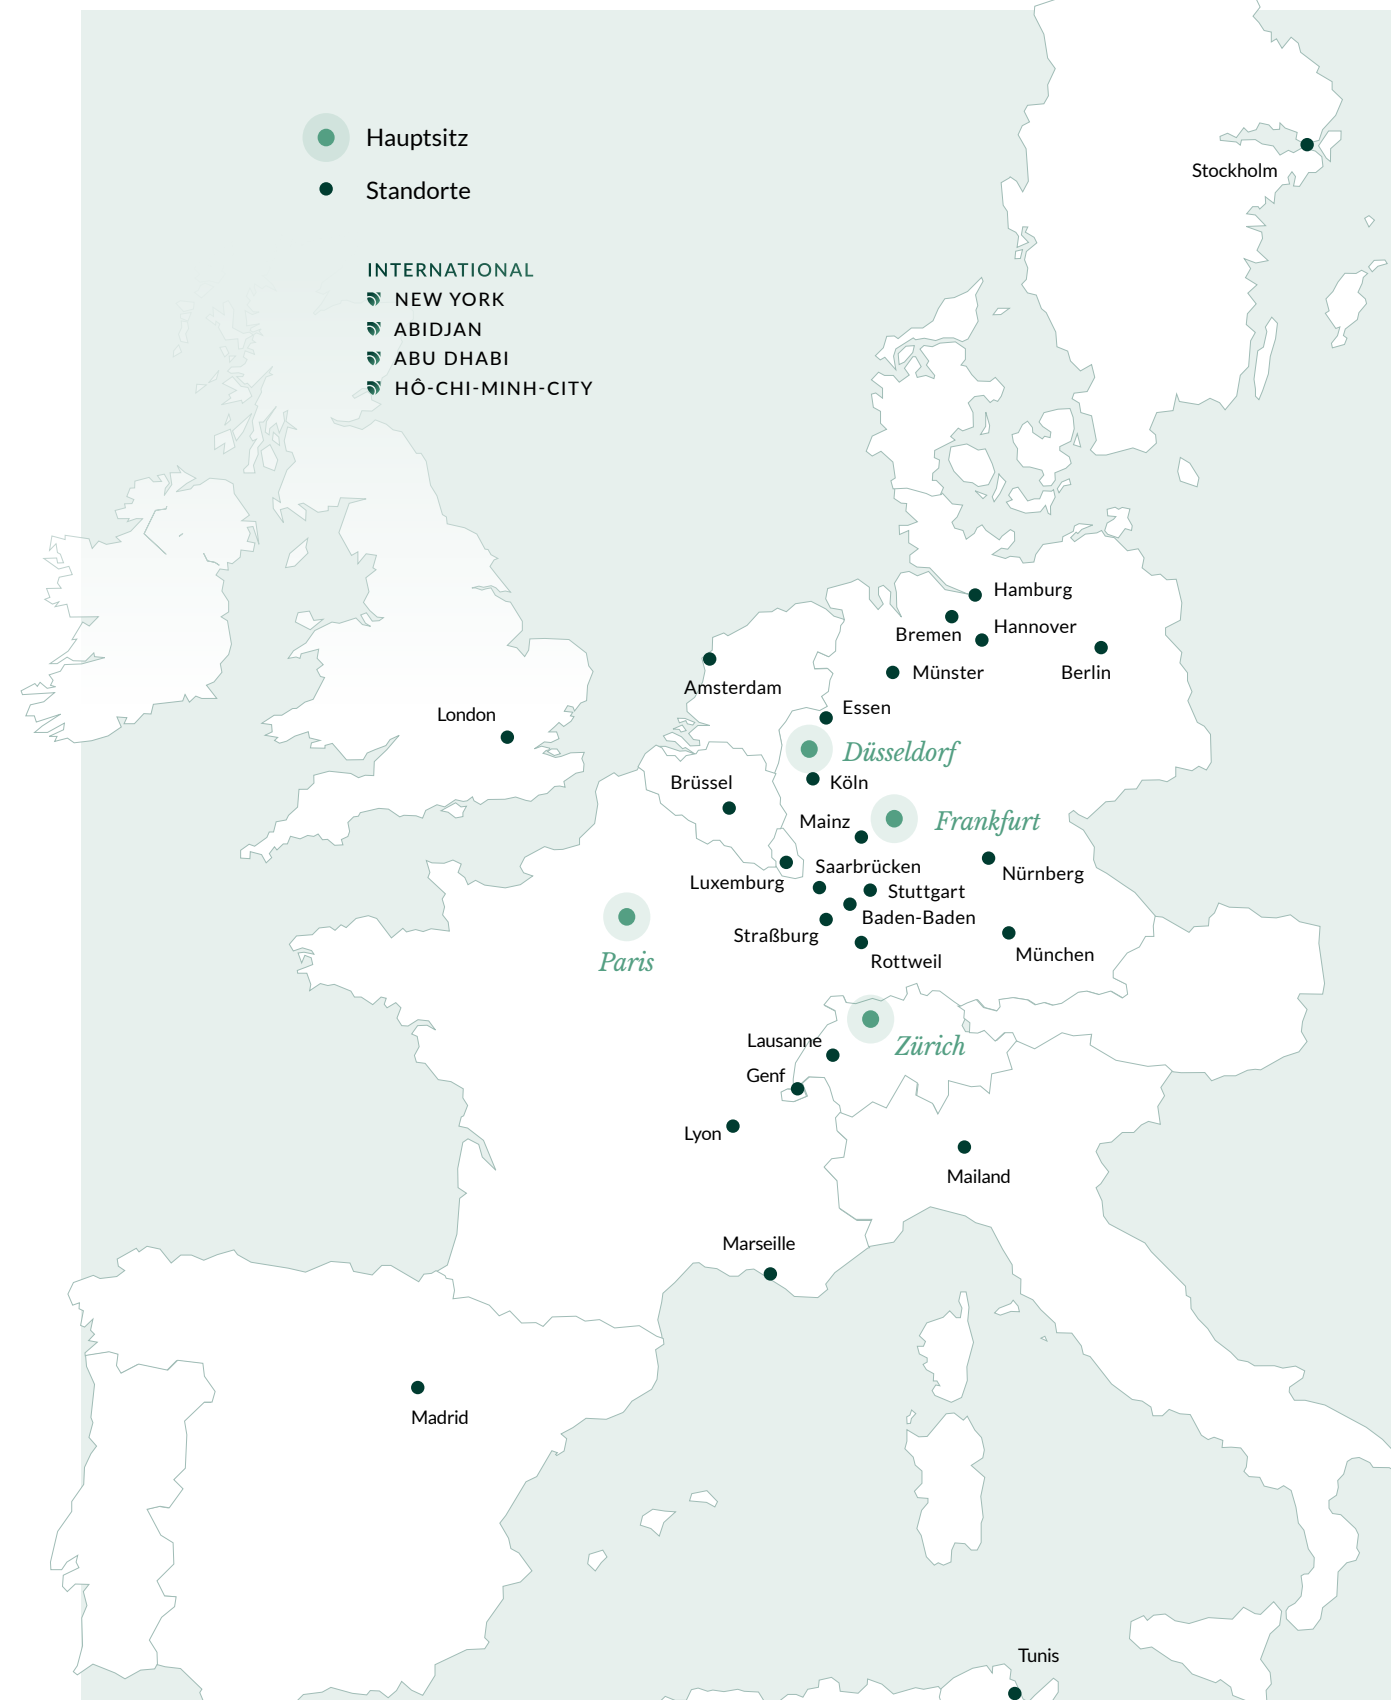 Hauptsitz
Standorte
INTERNATIONAL
NEW YORK
ABIDJAN
ABU DHABI
HÔ-CHI-MINH-CITY
Stockholm
Hamburg
Hannover
Bremen
Münster
Berlin
Amsterdam
Essen
London
Düsseldorf
Brüssel
Köln
Mainz
Frankfurt
Saarbrücken
Nürnberg
Luxemburg
Stuttgart
Baden-Baden
Straßburg
München
Paris
Rottweil
Lausanne
Zürich
Genf
Lyon
Mailand
Marseille
Madrid
Tunis